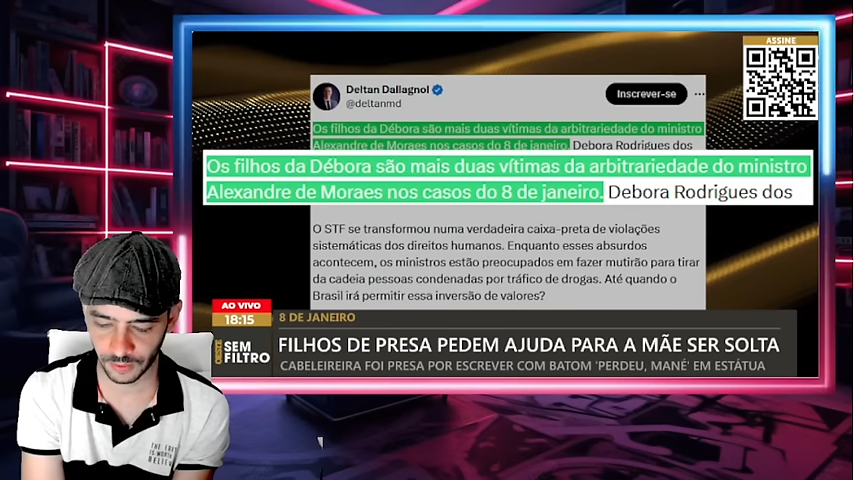 ASSINE
Deltan Dallagnol
@deltanmd
Inscrever-se
Os filhos da Débora são mais duas vítimas da arbitrariedade do ministro
Alexandre de Moraes nos casos do 8 de janeiro. Debora Rodrigues dos
Os filhos da Débora são mais duas vítimas da arbitrariedade do ministro
Alexandre de Moraes nos casos do 8 de janeiro. Debora Rodrigues dos
O STF se transformou numa verdadeira caixa-preta de violações
sistemáticas dos direitos humanos. Enquanto esses absurdos
acontecem, os ministros estão preocupados em fazer mutirão para tirar
da cadeia pessoas condenadas por tráfico de drogas. Até quando o
Brasil irá permitir essa inversão de valores?
AO VIVO
18:15
8 DE JANEIRO
OESTE
SEM
FILTRO
FILHOS DE PRESA PEDEM AJUDA PARA A MÃE SER SOLTA
CABELEIREIRA FOI PRESA POR ESCREVER COM BATOM 'PERDEU, MANÉ' EM ESTÁTUA